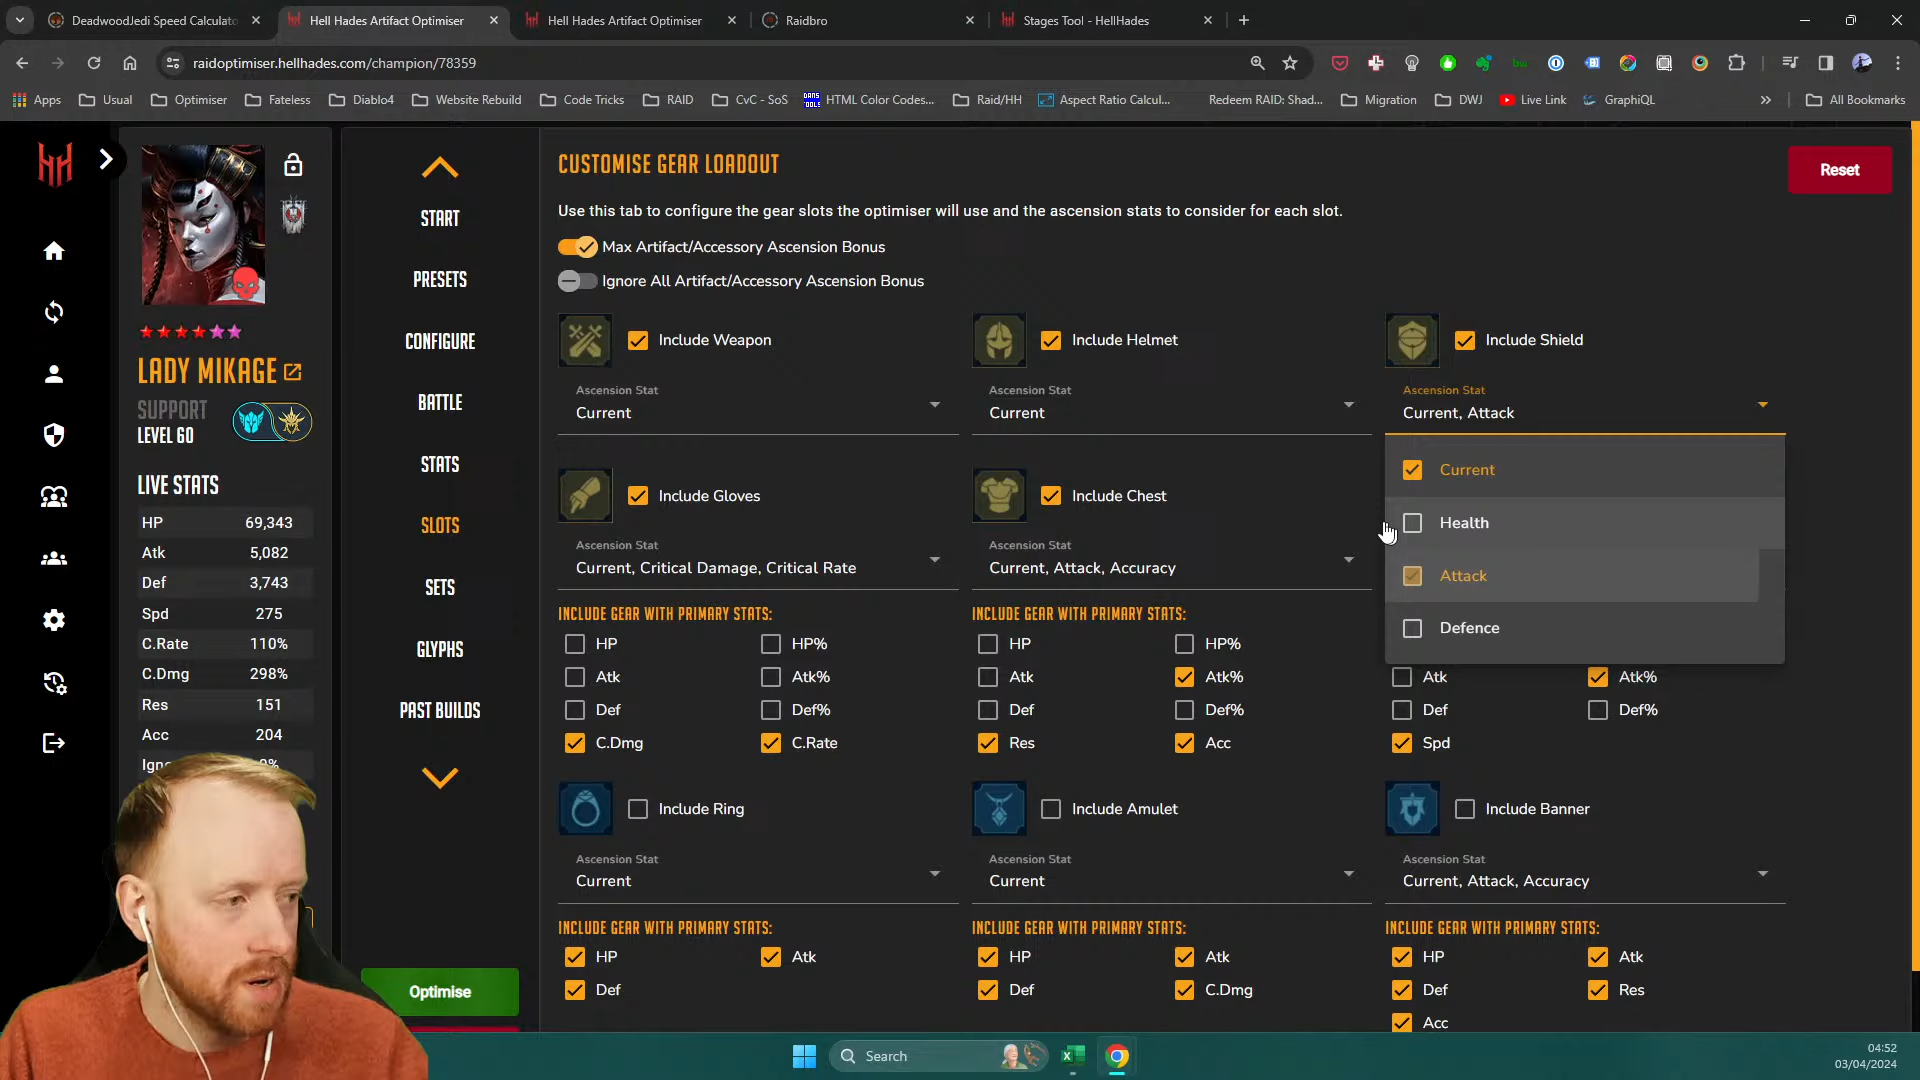 DeadwoodJedi Speed Calculato
Hell Hades Artifact Optimiser
Hell Hades Artifact Optimiser
Raidbro
Stages Tool - HellHades
raidoptimiser.hellhades.com/champion/78359
Apps
Usual
Optimiser
Fateless
Diablo4
Website Rebuild
Code Tricks
RAID
CvC - SoS
HTML Color Codes...
Raid/HH
Aspect Ratio Calcul...
Redeem RAID: Shad...
Migration
DWJ
Live Link
GraphiQL
All Bookmarks
LADY MIKAGE
SUPPORT
LEVEL 60
LIVE STATS
HP 69,343
Atk 5,082
Def 3,743
Spd 275
C.Rate 110%
C.Dmg 298%
Res 151
Acc 204
START
PRESETS
CONFIGURE
BATTLE
STATS
SLOTS
SETS
GLYPHS
PAST BUILDS
Optimise
CUSTOMISE GEAR LOADOUT
Reset
Use this tab to configure the gear slots the optimiser will use and the ascension stats to consider for each slot.
Max Artifact/Accessory Ascension Bonus
Ignore All Artifact/Accessory Ascension Bonus
Include Weapon
Ascension Stat
Current
Include Helmet
Ascension Stat
Current
Include Shield
Ascension Stat
Current, Attack
Current
Health
Attack
Defence
Include Gloves
Ascension Stat
Current, Critical Damage, Critical Rate
INCLUDE GEAR WITH PRIMARY STATS:
HP HP%
Atk Atk%
Def Def%
C.Dmg C.Rate
Include Chest
Ascension Stat
Current, Attack, Accuracy
INCLUDE GEAR WITH PRIMARY STATS:
HP HP%
Atk Atk%
Def Def%
Res Acc
Atk Atk%
Def Def%
Spd
Include Ring
Ascension Stat
Current
INCLUDE GEAR WITH PRIMARY STATS:
HP Atk
Def
Include Amulet
Ascension Stat
Current
INCLUDE GEAR WITH PRIMARY STATS:
HP Atk
Def C.Dmg
Include Banner
Ascension Stat
Current, Attack, Accuracy
INCLUDE GEAR WITH PRIMARY STATS:
HP Atk
Def Res
Acc
Search
04:52
03/04/2024